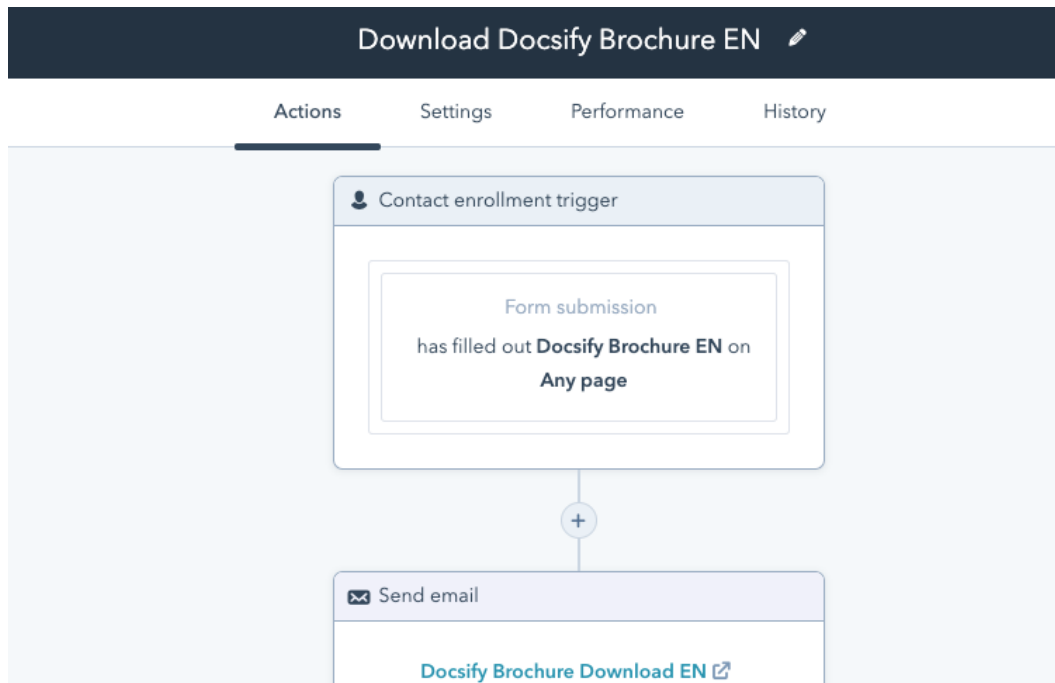 Download Docsify Brochure EN
Actions Settings Performance History
Contact enrollment trigger
Form submission
has filled out Docsify Brochure EN on
Any page
Send email
Docsify Brochure Download EN